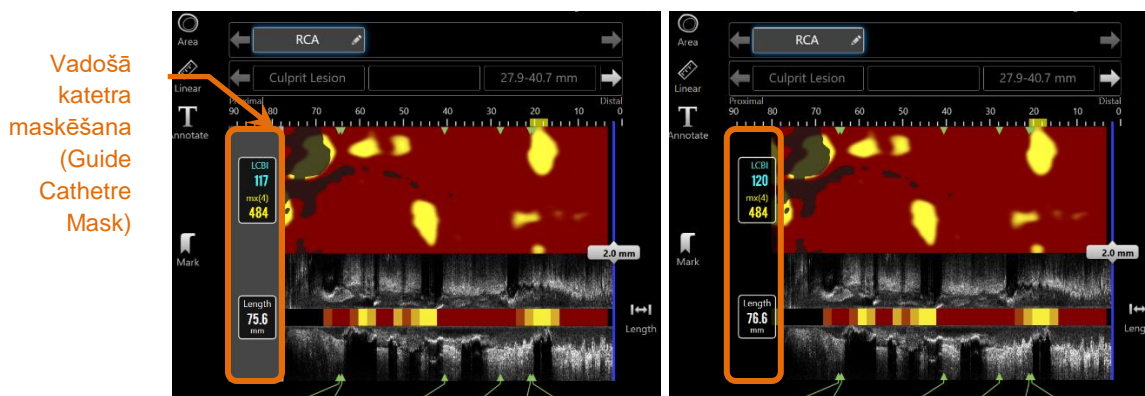 Vadošā
katetra
maskēšana
(Guide
Cathetre
Mask)
Area
RCA
Linear
Culprit Lesion
27.9-40.7 mm
Proximal
Distal
90 80 70 60 50 40 30 20 10 0
Annotate
LCBI
117
mx(4)
484
Mark
2.0 mm
Length
75.6
mm
Length
Area
RCA
Linear
Culprit Lesion
27.9-40.7 mm
Proximal
Distal
90 80 70 60 50 40 30 20 10 0
Annotate
LCBI
120
mx(4)
484
Mark
2.0 mm
Length
76.6
mm
Leng